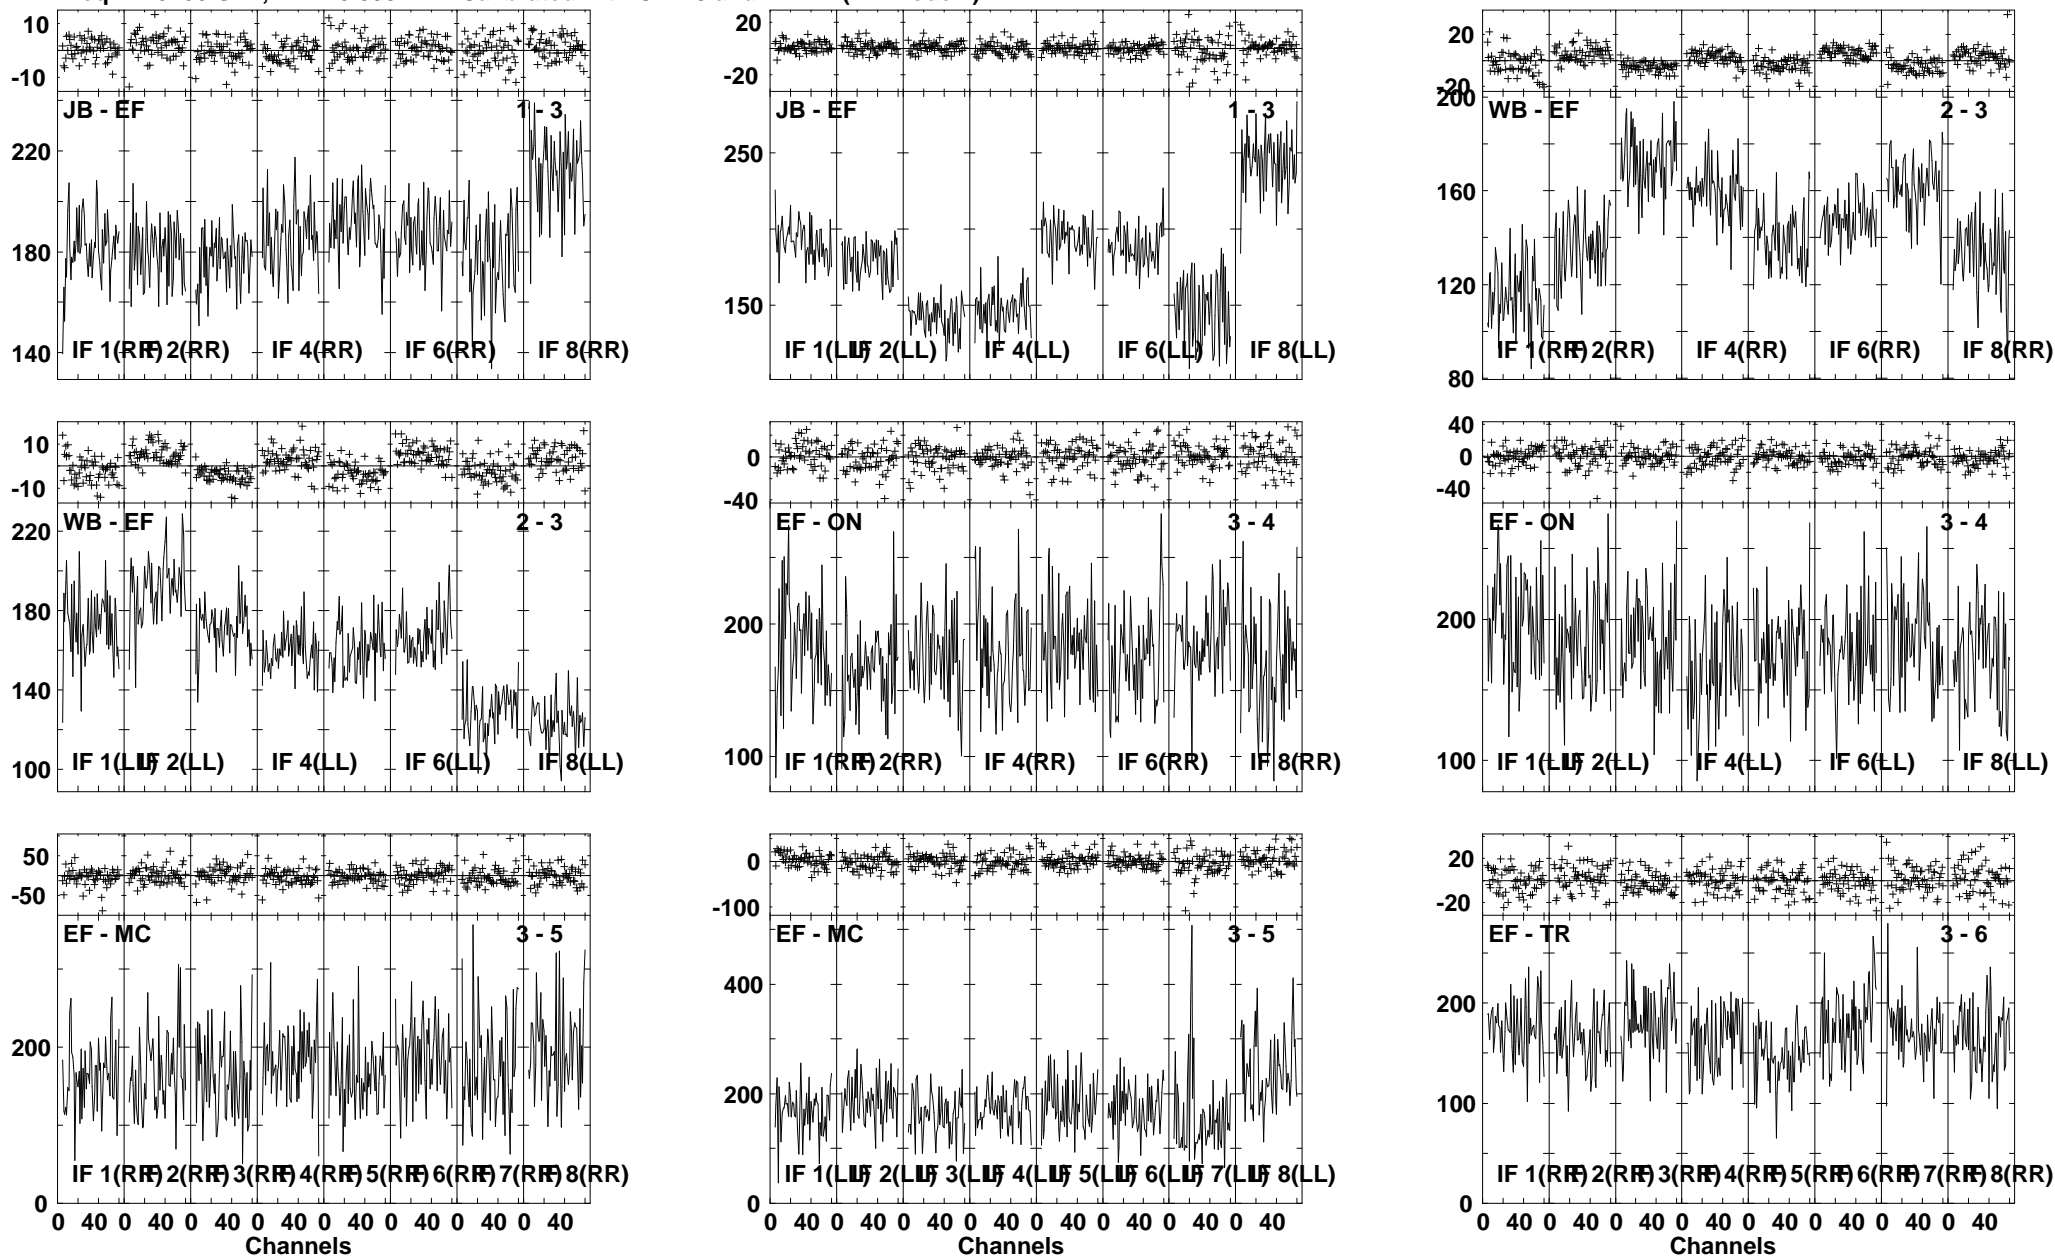 10
-10
JB - EF 1 - 3
220
180
140
IF 1(RR) IF 2(RR) IF 4(RR) IF 6(RR) IF 8(RR)
20
-20
JB - EF 1 - 3
250
150
IF 1(LL) IF 2(LL) IF 4(LL) IF 6(LL) IF 8(LL)
20
-20
200
WB - EF 2 - 3
160
120
80
IF 1(RR) IF 2(RR) IF 4(RR) IF 6(RR) IF 8(RR)
10
-10
WB - EF 2 - 3
220
180
140
100
IF 1(LL) IF 2(LL) IF 4(LL) IF 6(LL) IF 8(LL)
0
-40
EF - ON 3 - 4
200
100
IF 1(RR) IF 2(RR) IF 4(RR) IF 6(RR) IF 8(RR)
40
0
-40
EF - ON 3 - 4
200
100
IF 1(LL) IF 2(LL) IF 4(LL) IF 6(LL) IF 8(LL)
50
-50
EF - MC 3 - 5
200
0
IF 1(RR) IF 2(RR) IF 3(RR) IF 4(RR) IF 5(RR) IF 6(RR) IF 7(RR) IF 8(RR)
0 40 0 40 0 40 0 40 0 40 0 40 0 40 0 40
Channels
0
-100
EF - MC 3 - 5
400
200
0
IF 1(LL) IF 2(LL) IF 3(LL) IF 4(LL) IF 5(LL) IF 6(LL) IF 7(LL) IF 8(LL)
0 40 0 40 0 40 0 40 0 40 0 40 0 40 0 40
Channels
20
-20
EF - TR 3 - 6
200
100
0
IF 1(RR) IF 2(RR) IF 3(RR) IF 4(RR) IF 5(RR) IF 6(RR) IF 7(RR) IF 8(RR)
0 40 0 40 0 40 0 40 0 40 0 40 0 40 0 40
Channels